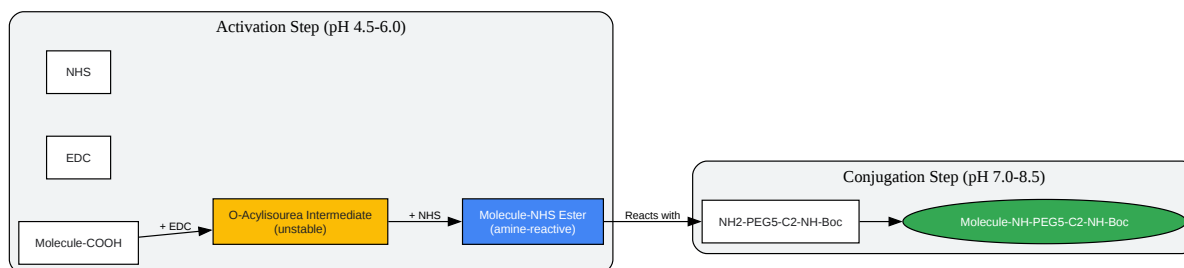 Activation Step (pH 4.5-6.0)
NHS
EDC
Molecule-COOH
+ EDC
O-Acylisourea Intermediate
(unstable)
+ NHS
Molecule-NHS Ester
(amine-reactive)
Reacts with
Conjugation Step (pH 7.0-8.5)
NH2-PEG5-C2-NH-Boc
Molecule-NH-PEG5-C2-NH-Boc